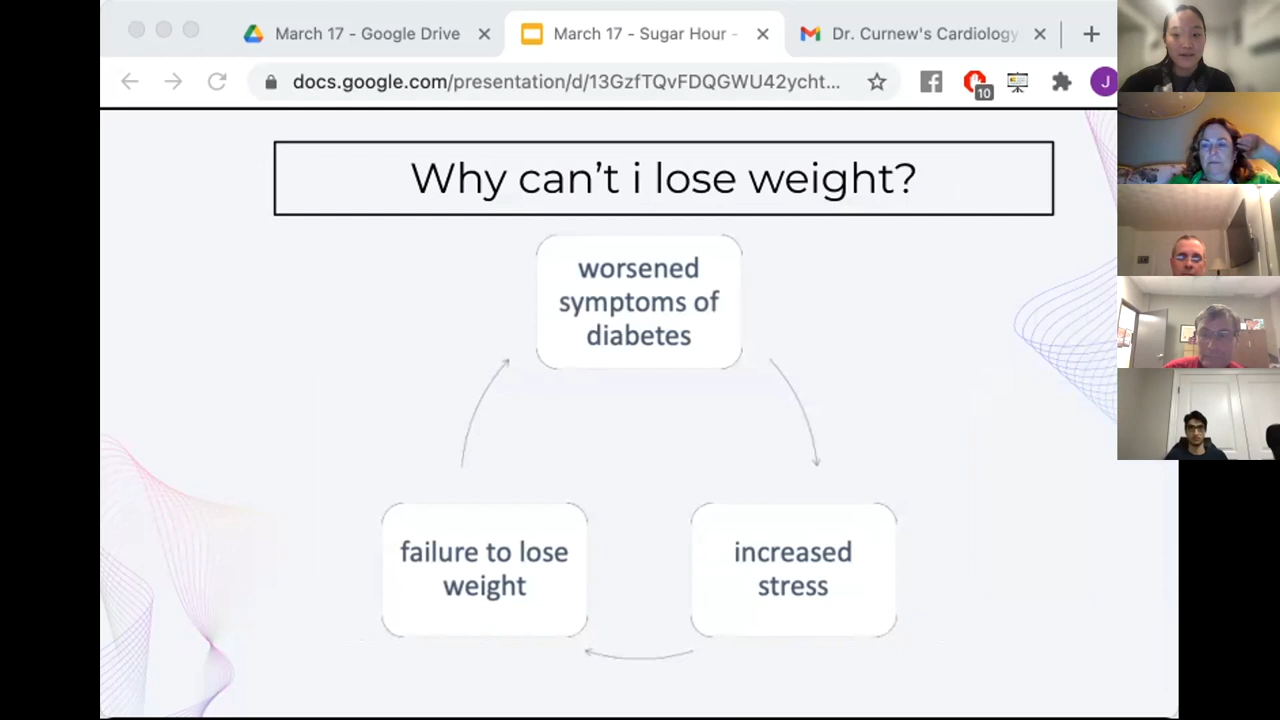 March 17 - Google Drive
March 17 - Sugar Hour -
Dr. Curnew's Cardiology
docs.google.com/presentation/d/13GzfTQvFDQGWU42ycht...
10
J
Why can't i lose weight?
worsened
symptoms of
diabetes
failure to lose
weight
increased
stress